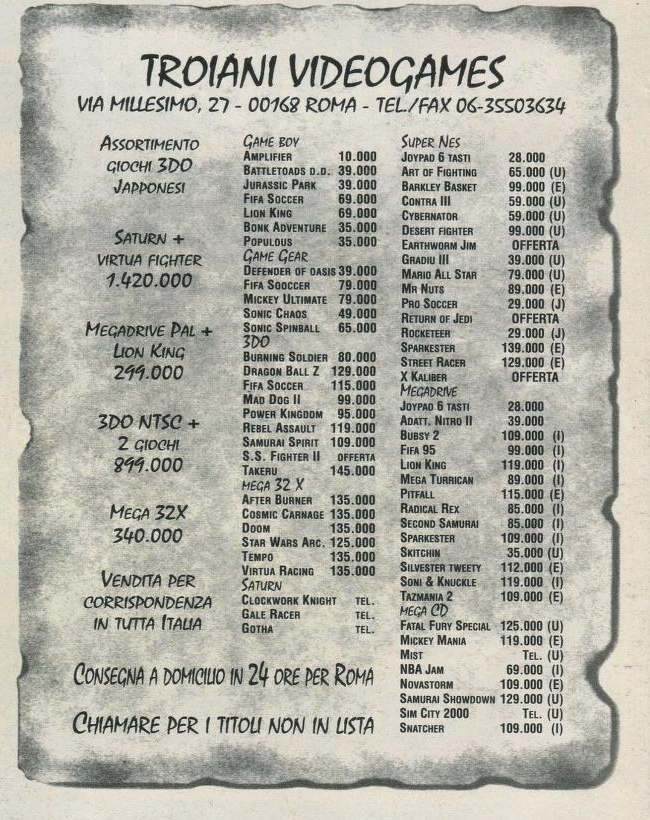 TROIANI VIDEOGAMES
VIA MILLESIMO, 27 - 00168 ROMA - TEL./FAX 06-35503634
ASSORTIMENTO
GIOCHI 3DO
JAPPONESI
SATURN +
VIRTUA FIGHTER
1.420.000
MEGADRIVE PAL +
LION KING
299.000
3DO NTSC +
2 GIOCHI
899.000
MEGA 32X
340.000
VENDITA PER
CORRISPONDENZA
IN TUTTA ITALIA
GAME BOY
AMPLIFIER 10.000
BATTLETOADS D.D. 39.000
JURASSIC PARK 39.000
FIFA SOCCER 69.000
LION KING 69.000
BONK ADVENTURE 35.000
POPULOUS 35.000
GAME GEAR
DEFENDER OF OASIS 39.000
FIFA SOOCCER 79.000
MICKEY ULTIMATE 79.000
SONIC CHAOS 49.000
SONIC SPINBALL 65.000
3DO
BURNING SOLDIER 80.000
DRAGON BALL Z 129.000
FIFA SOCCER 115.000
MAD DOG II 99.000
POWER KINGDOM 95.000
REBEL ASSAULT 119.000
SAMURAI SPIRIT 109.000
S.S. FIGHTER II OFFERTA
TAKERU 145.000
MEGA 32 X
AFTER BURNER 135.000
COSMIC CARNAGE 135.000
DOOM 135.000
STAR WARS ARC. 125.000
TEMPO 135.000
VIRTUA RACING 135.000
SATURN
CLOCKWORK KNIGHT TEL.
GALE RACER TEL.
GOTHA TEL.
SUPER NES
JOYPAD 6 TASTI 28.000
ART OF FIGHTING 65.000 (U)
BARKLEY BASKET 99.000 (E)
CONTRA III 59.000 (U)
CYBERNATOR 59.000 (U)
DESERT FIGHTER 99.000 (U)
EARTHWORM JIM OFFERTA
GRADIU III 39.000 (U)
MARIO ALL STAR 79.000 (U)
MR NUTS 89.000 (E)
PRO SOCCER 29.000 (J)
RETURN OF JEDI OFFERTA
ROCKETEER 29.000 (J)
SPARKESTER 139.000 (E)
STREET RACER 129.000 (E)
X KALIBER OFFERTA
MEGADRIVE
JOYPAD 6 TASTI 28.000
ADATT. NITRO II 39.000
BUBSY 2 109.000 (I)
FIFA 95 99.000 (I)
LION KING 119.000 (I)
MEGA TURRICAN 89.000 (I)
PITFALL 115.000 (E)
RADICAL REX 85.000 (I)
SECOND SAMURAI 85.000 (I)
SPARKESTER 109.000 (I)
SKITCHIN 35.000 (U)
SILVESTER TWEETY 112.000 (E)
SONI & KNUCKLE 119.000 (I)
TAZMANIA 2 109.000 (E)
MEGA CD
FATAL FURY SPECIAL 125.000 (U)
MICKEY MANIA 119.000 (E)
MIST TEL. (U)
NBA JAM 69.000 (I)
NOVASTORM 109.000 (E)
SAMURAI SHOWDOWN 129.000 (U)
SIM CITY 2000 TEL. (U)
SNATCHER 109.000 (I)
CONSEGNA A DOMICILIO IN 24 ORE PER ROMA
CHIAMARE PER I TITOLI NON IN LISTA